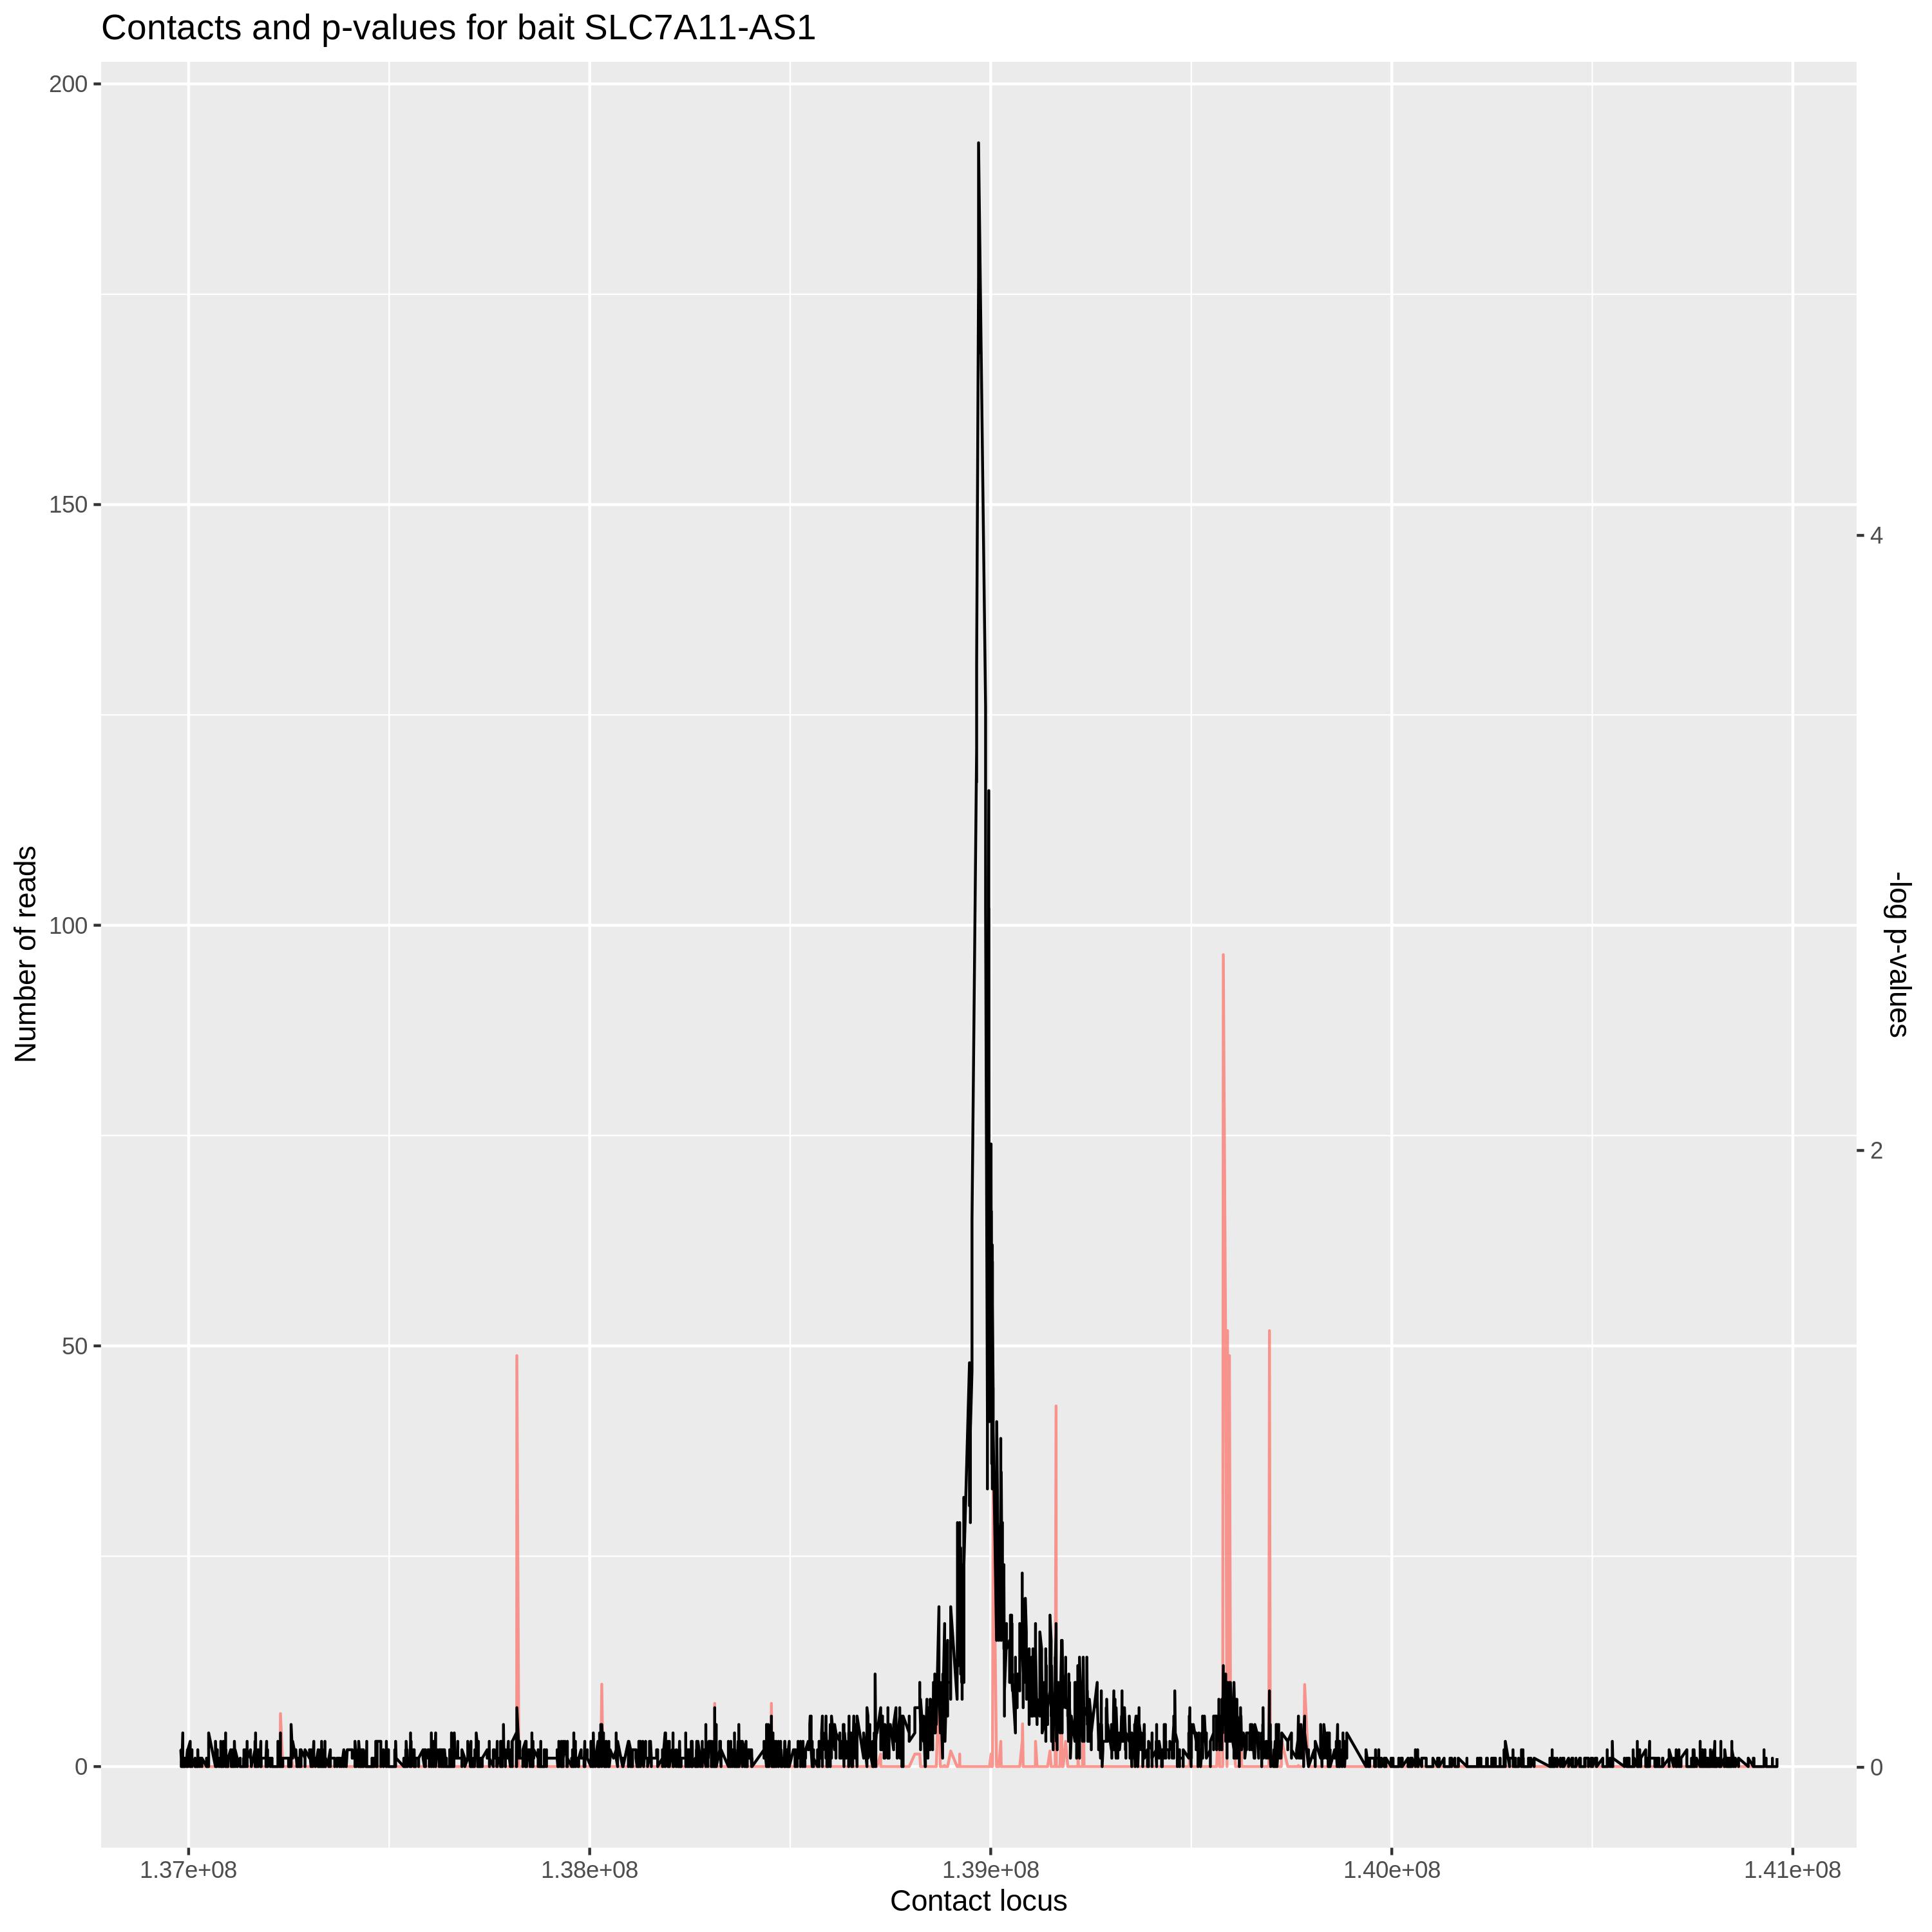 Contacts and p-values for bait SLC7A11-AS1
200
150
100
50
0
Number of reads
4
2
0
-log p-values
1.37e+08
1.38e+08
1.39e+08
1.40e+08
1.41e+08
Contact locus